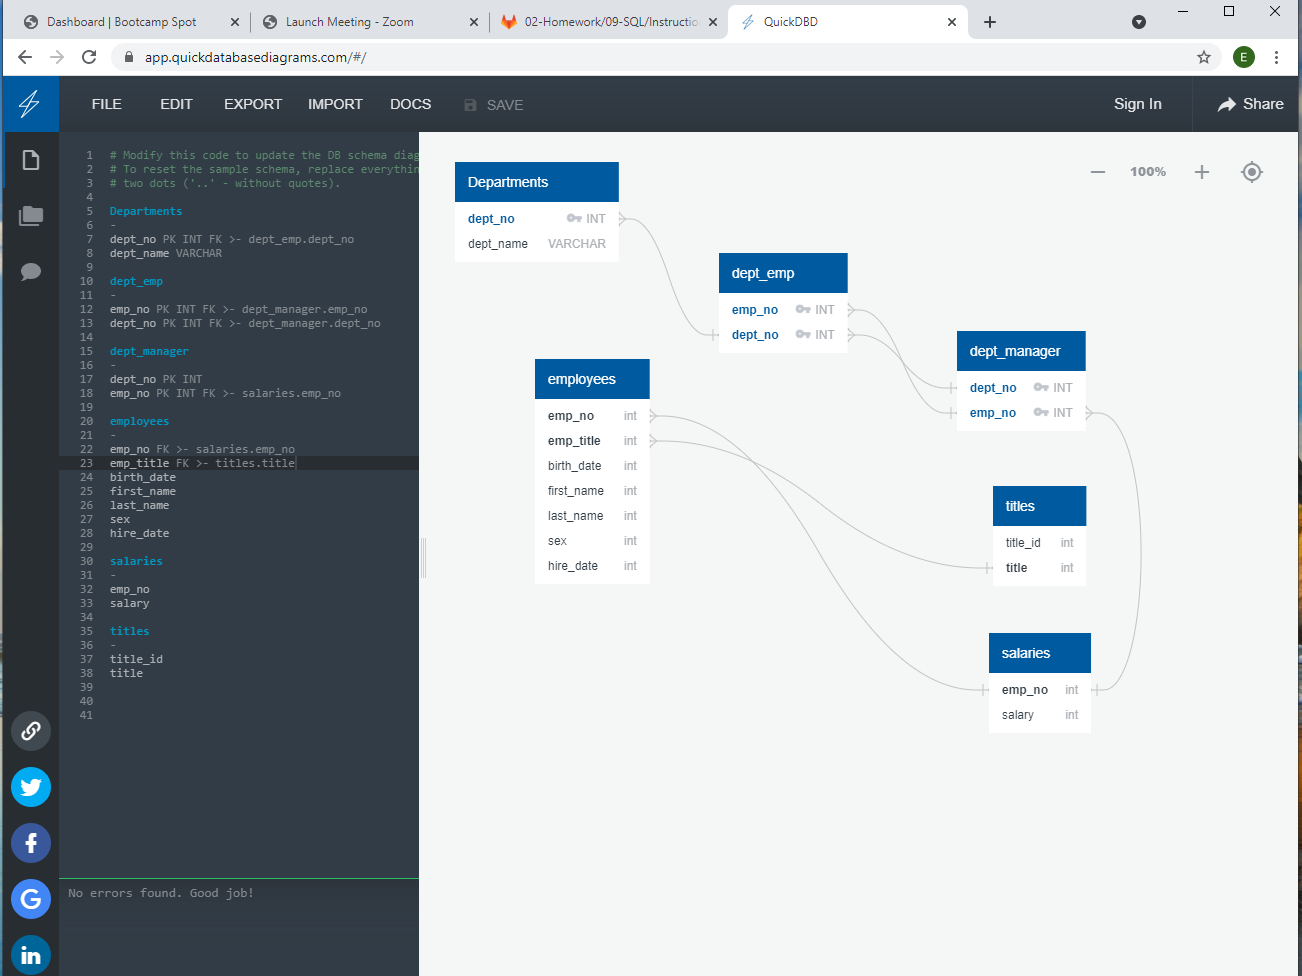 Dashboard | Bootcamp Spot
Launch Meeting - Zoom
02-Homework/09-SQL/Instructio
QuickDBD
app.quickdatabasediagrams.com/#/
E
FILE EDIT EXPORT IMPORT DOCS SAVE Sign In Share
1 # Modify this code to update the DB schema diag
2 # To reset the sample schema, replace everythin
3 # two dots ('..' - without quotes).
4
5 Departments
6 -
7 dept_no PK INT FK >- dept_emp.dept_no
8 dept_name VARCHAR
9
10 dept_emp
11 -
12 emp_no PK INT FK >- dept_manager.emp_no
13 dept_no PK INT FK >- dept_manager.dept_no
14
15 dept_manager
16 -
17 dept_no PK INT
18 emp_no PK INT FK >- salaries.emp_no
19
20 employees
21 -
22 emp_no FK >- salaries.emp_no
23 emp_title FK >- titles.title
24 birth_date
25 first_name
26 last_name
27 sex
28 hire_date
29
30 salaries
31 -
32 emp_no
33 salary
34
35 titles
36 -
37 title_id
38 title
39
40
41
No errors found. Good job!
100%
Departments
dept_no INT
dept_name VARCHAR
dept_emp
emp_no INT
dept_no INT
dept_manager
dept_no INT
emp_no INT
employees
emp_no int
emp_title int
birth_date int
first_name int
last_name int
sex int
hire_date int
titles
title_id int
title int
salaries
emp_no int
salary int
f
G
in